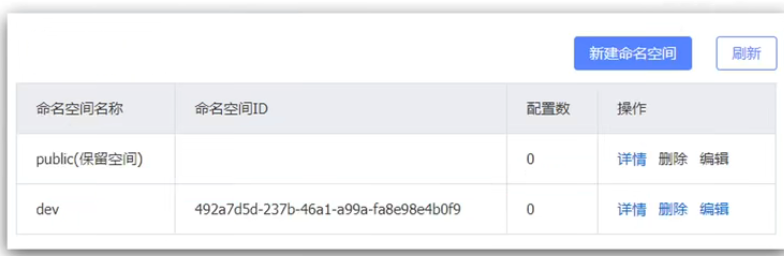 新建命名空间 刷新
命名空间名称 命名空间ID 配置数 操作
public(保留空间) 0 详情 删除 编辑
dev 492a7d5d-237b-46a1-a99a-fa8e98e4b0f9 0 详情 删除 编辑